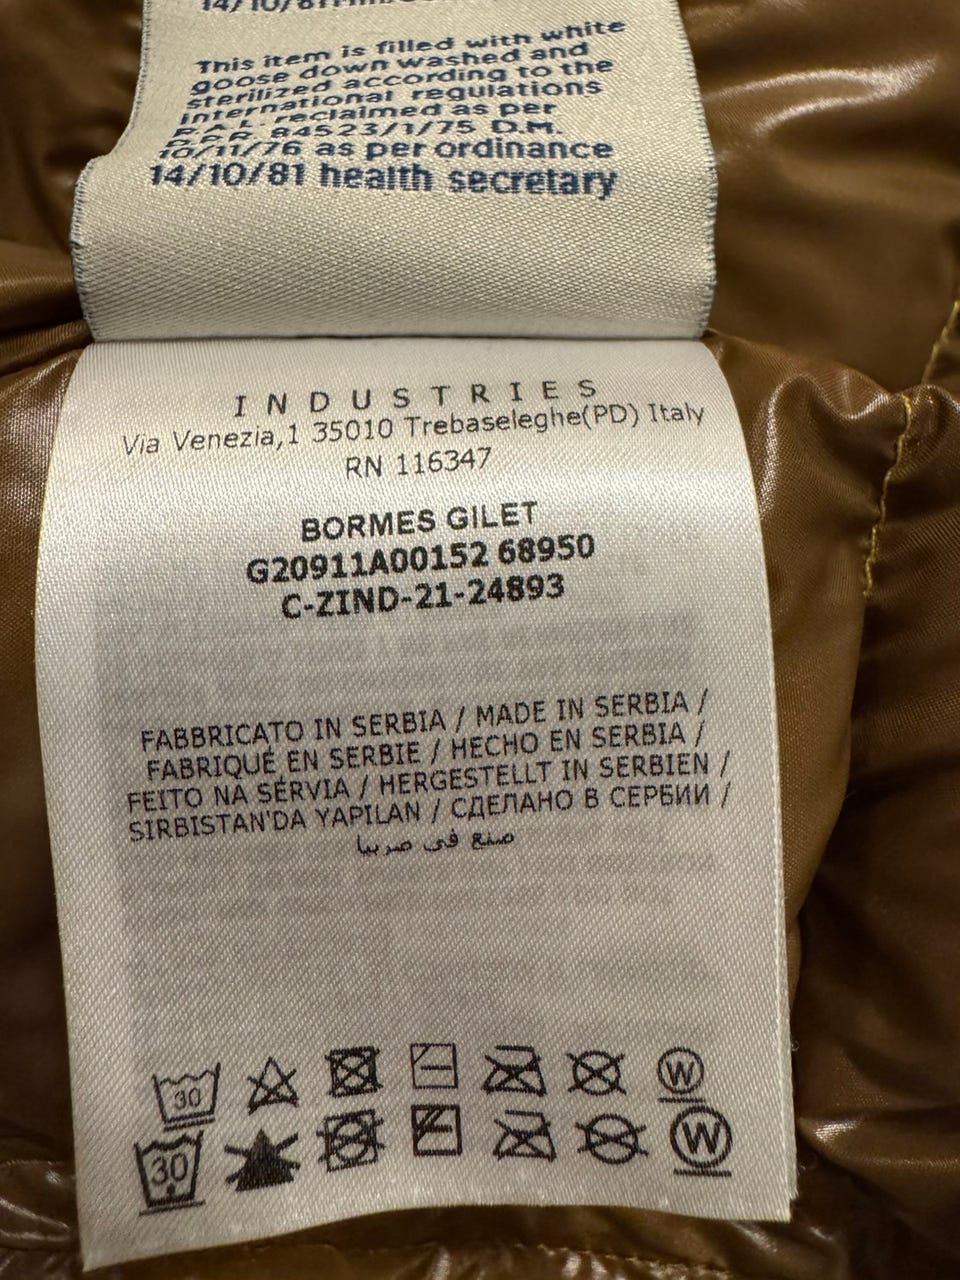 14/10/81
This item is filled with white
goose down washed and
sterilized according to the
international regulations
P.A.L. reclaimed as per
D.P.R. 84523/1/75 D.M.
10/11/76 as per ordinance
14/10/81 health secretary
INDUSTRIES
Via Venezia,1 35010 Trebaseleghe(PD) Italy
RN 116347
BORMES GILET
G20911A00152 68950
C-ZIND-21-24893
FABBRICATO IN SERBIA / MADE IN SERBIA /
FABRIQUÉ EN SERBIE / HECHO EN SERBIA /
FEITO NA SÉRVIA / HERGESTELLT IN SERBIEN /
SIRBISTAN'DA YAPILAN / СДЕЛАНО В СЕРБИИ /
صنع في صربيا
30 W
30 W